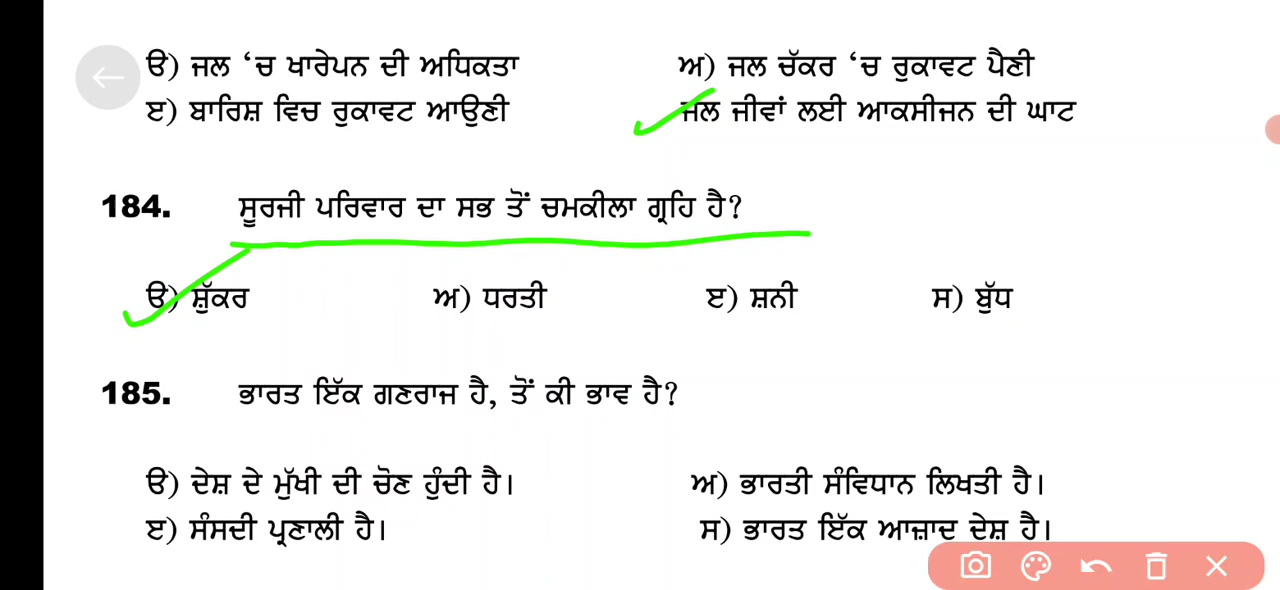 ੳ) ਜਲ ‘ਚ ਖਾਰੇਪਨ ਦੀ ਅਧਿਕਤਾ ਅ) ਜਲ ਚੱਕਰ ‘ਚ ਰੁਕਾਵਟ ਪੈਣੀ
ੲ) ਬਾਰਿਸ਼ ਵਿਚ ਰੁਕਾਵਟ ਆਉਣੀ ਜਲ ਜੀਵਾਂ ਲਈ ਆਕਸੀਜਨ ਦੀ ਘਾਟ
184. ਸੂਰਜੀ ਪਰਿਵਾਰ ਦਾ ਸਭ ਤੋਂ ਚਮਕੀਲਾ ਗ੍ਰਹਿ ਹੈ?
ੳ) ਸ਼ੁੱਕਰ ਅ) ਧਰਤੀ ੲ) ਸ਼ਨੀ ਸ) ਬੁੱਧ
185. ਭਾਰਤ ਇੱਕ ਗਣਰਾਜ ਹੈ, ਤੋਂ ਕੀ ਭਾਵ ਹੈ?
ੳ) ਦੇਸ਼ ਦੇ ਮੁੱਖੀ ਦੀ ਚੋਣ ਹੁੰਦੀ ਹੈ। ਅ) ਭਾਰਤੀ ਸੰਵਿਧਾਨ ਲਿਖਤੀ ਹੈ।
ੲ) ਸੰਸਦੀ ਪ੍ਰਣਾਲੀ ਹੈ। ਸ) ਭਾਰਤ ਇੱਕ ਆਜ਼ਾਦ ਦੇਸ਼ ਹੈ।